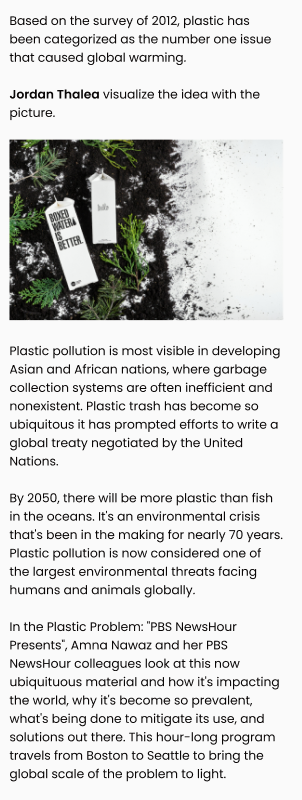 Based on the survey of 2012, plastic has
been categorized as the number one issue
that caused global warming.
Jordan Thalea visualize the idea with the
picture.
BOXED
WATER
IS
BETTER.
Plastic pollution is most visible in developing
Asian and African nations, where garbage
collection systems are often inefficient and
nonexistent. Plastic trash has become so
ubiquitous it has prompted efforts to write a
global treaty negotiated by the United
Nations.
By 2050, there will be more plastic than fish
in the oceans. It's an environmental crisis
that's been in the making for nearly 70 years.
Plastic pollution is now considered one of
the largest environmental threats facing
humans and animals globally.
In the Plastic Problem: "PBS NewsHour
Presents", Amna Nawaz and her PBS
NewsHour colleagues look at this now
ubiquituous material and how it's impacting
the world, why it's become so prevalent,
what's being done to mitigate its use, and
solutions out there. This hour-long program
travels from Boston to Seattle to bring the
global scale of the problem to light.